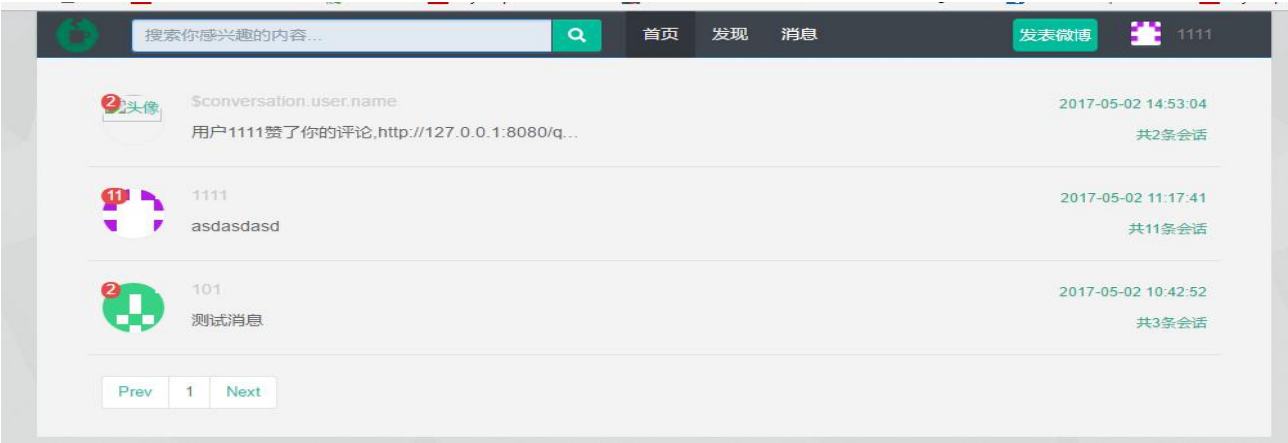 搜索你感兴趣的内容...
首页 发现 消息
发表微博 1111
2 头像 $conversation.user.name 2017-05-02 14:53:04
用户1111赞了你的评论,http://127.0.0.1:8080/q... 共2条会话
11 1111 2017-05-02 11:17:41
asdasdasd 共11条会话
2 101 2017-05-02 10:42:52
测试消息 共3条会话
Prev 1 Next